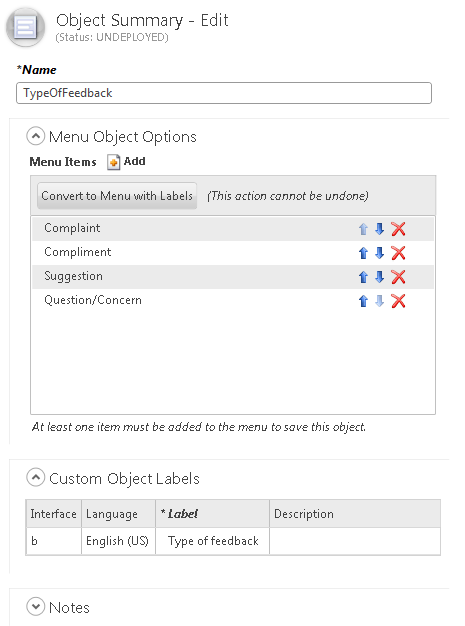 Object Summary - Edit
(Status: UNDEPLOYED)
*Name
TypeOfFeedback
Menu Object Options
Menu Items Add
Convert to Menu with Labels (This action cannot be undone)
Complaint
Compliment
Suggestion
Question/Concern
At least one item must be added to the menu to save this object.
Custom Object Labels
Interface Language * Label Description
b English (US) Type of feedback
Notes